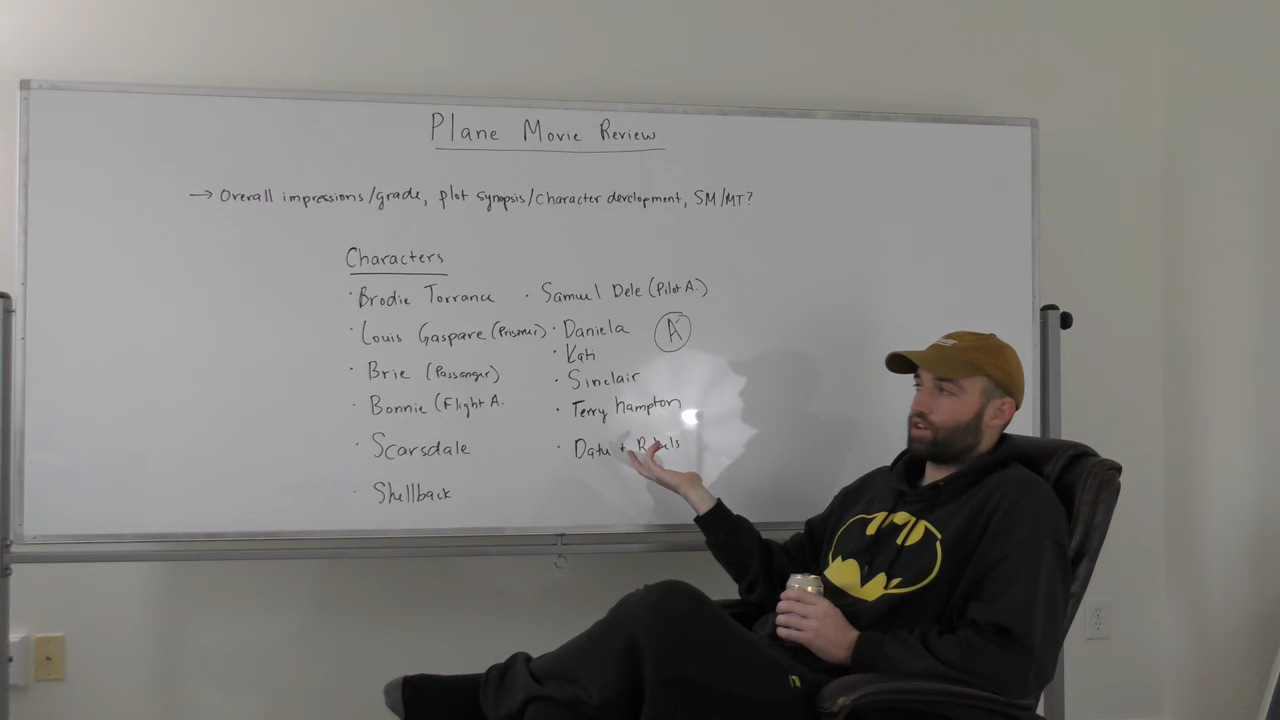 Plane Movie Review
→ Overall impressions/grade, plot synopsis/character development, SM/MT?
Characters
· Brodie Torrance
· Louis Gaspare (Prisoner)
· Brie (Passanger)
· Bonnie (Flight A.
· Scarsdale
· Shellback
· Samuel Dele (Pilot A.)
· Daniela
· Kati
· Sinclair
· Terry Hampton
· Datu + Rebels
A